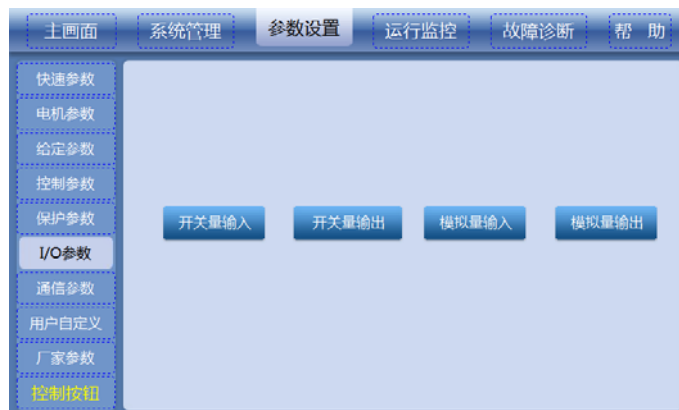 主画面 系统管理 参数设置 运行监控 故障诊断 帮 助
快速参数
电机参数
给定参数
控制参数
保护参数
开关量输入 开关量输出 模拟量输入 模拟量输出
I/O参数
通信参数
用户自定义
厂家参数
控制按钮